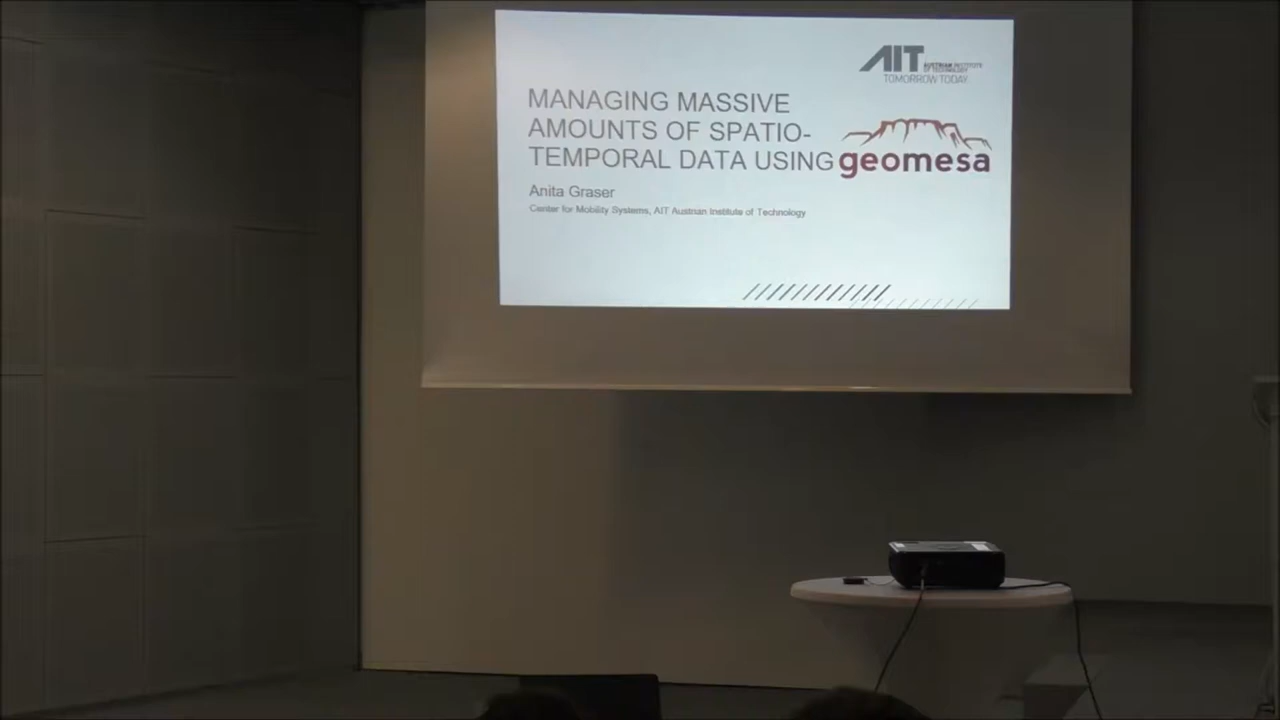 AIT AUSTRIAN INSTITUTE
OF TECHNOLOGY
TOMORROW TODAY
MANAGING MASSIVE
AMOUNTS OF SPATIO-
TEMPORAL DATA USING geomesa
Anita Graser
Center for Mobility Systems, AIT Austrian Institute of Technology